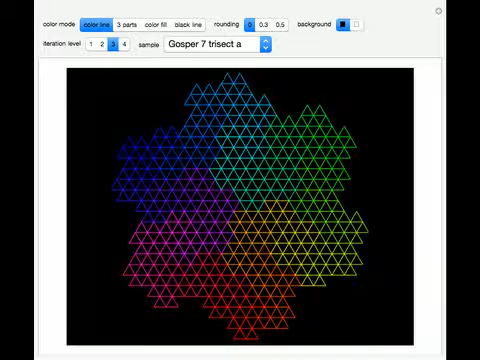 color mode color line 3 parts color fill black line rounding 0 0.3 0.5 background
iteration level 1 2 3 4 sample Gosper 7 trisect a